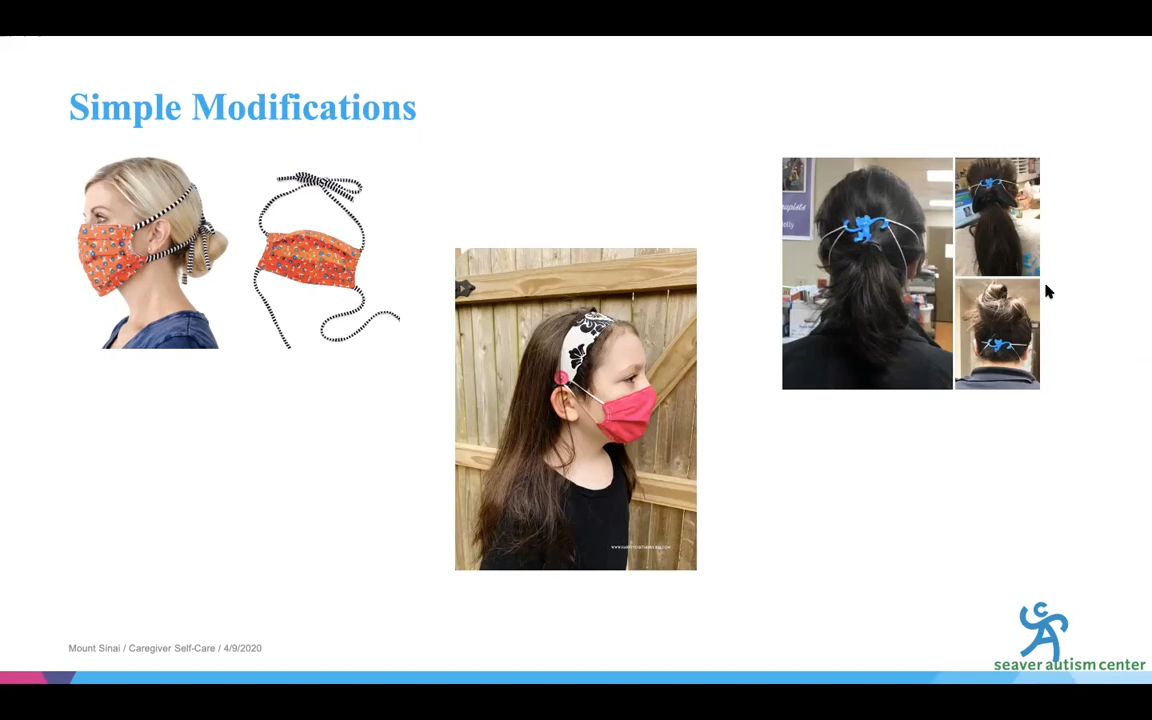 Simple Modifications
Mount Sinai / Caregiver Self-Care / 4/9/2020
seaver autism center